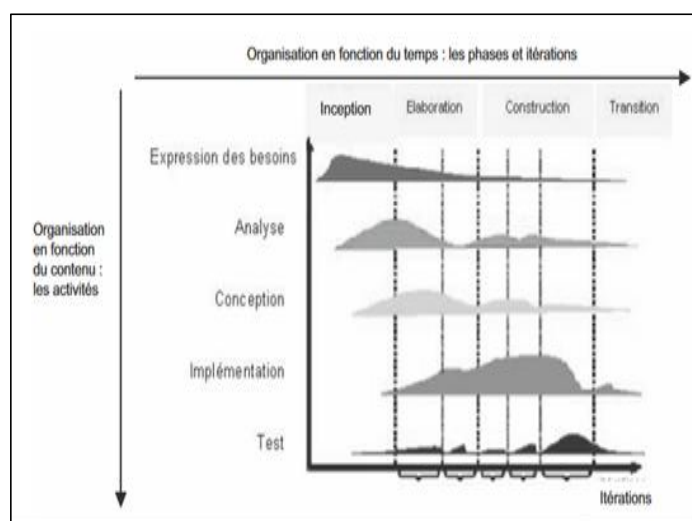 Organisation en fonction du temps : les phases et itérations
Inception
Elaboration
Construction
Transition
Expression des besoins
Analyse
Organisation
en fonction
du contenu :
les activités
Conception
Implémentation
Test
Itérations